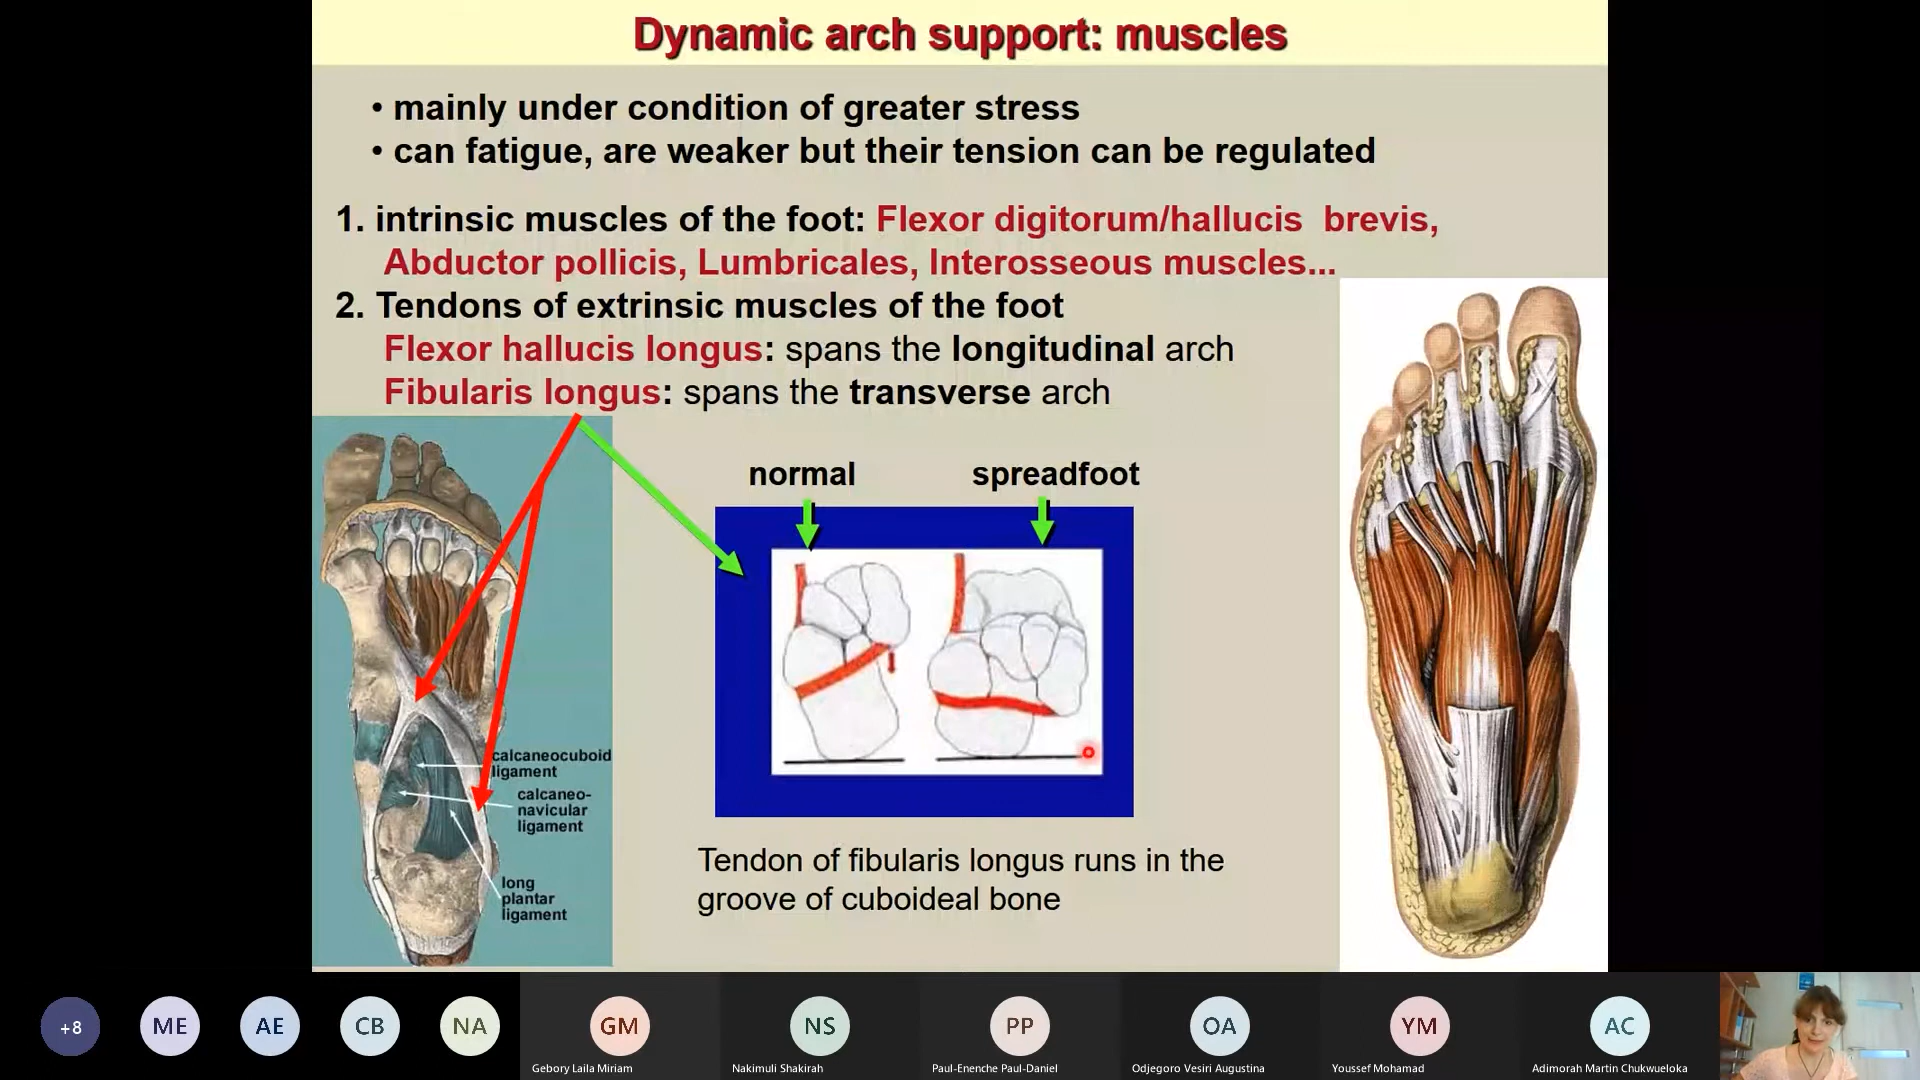 Dynamic arch support: muscles
• mainly under condition of greater stress
• can fatigue, are weaker but their tension can be regulated
1. intrinsic muscles of the foot: Flexor digitorum/hallucis brevis,
Abductor pollicis, Lumbricales, Interosseous muscles...
2. Tendons of extrinsic muscles of the foot
Flexor hallucis longus: spans the longitudinal arch
Fibularis longus: spans the transverse arch
normal
spreadfoot
calcaneocuboid
ligament
calcaneo-
navicular
ligament
long
plantar
ligament
Tendon of fibularis longus runs in the
groove of cuboideal bone
+8
ME
AE
CB
NA
GM
NS
PP
OA
YM
AC
Gebory Laila Miriam
Nakimuli Shakirah
Paul-Enenche Paul-Daniel
Odjegoro Vesiri Augustina
Youssef Mohamad
Adimorah Martin Chukwueloka